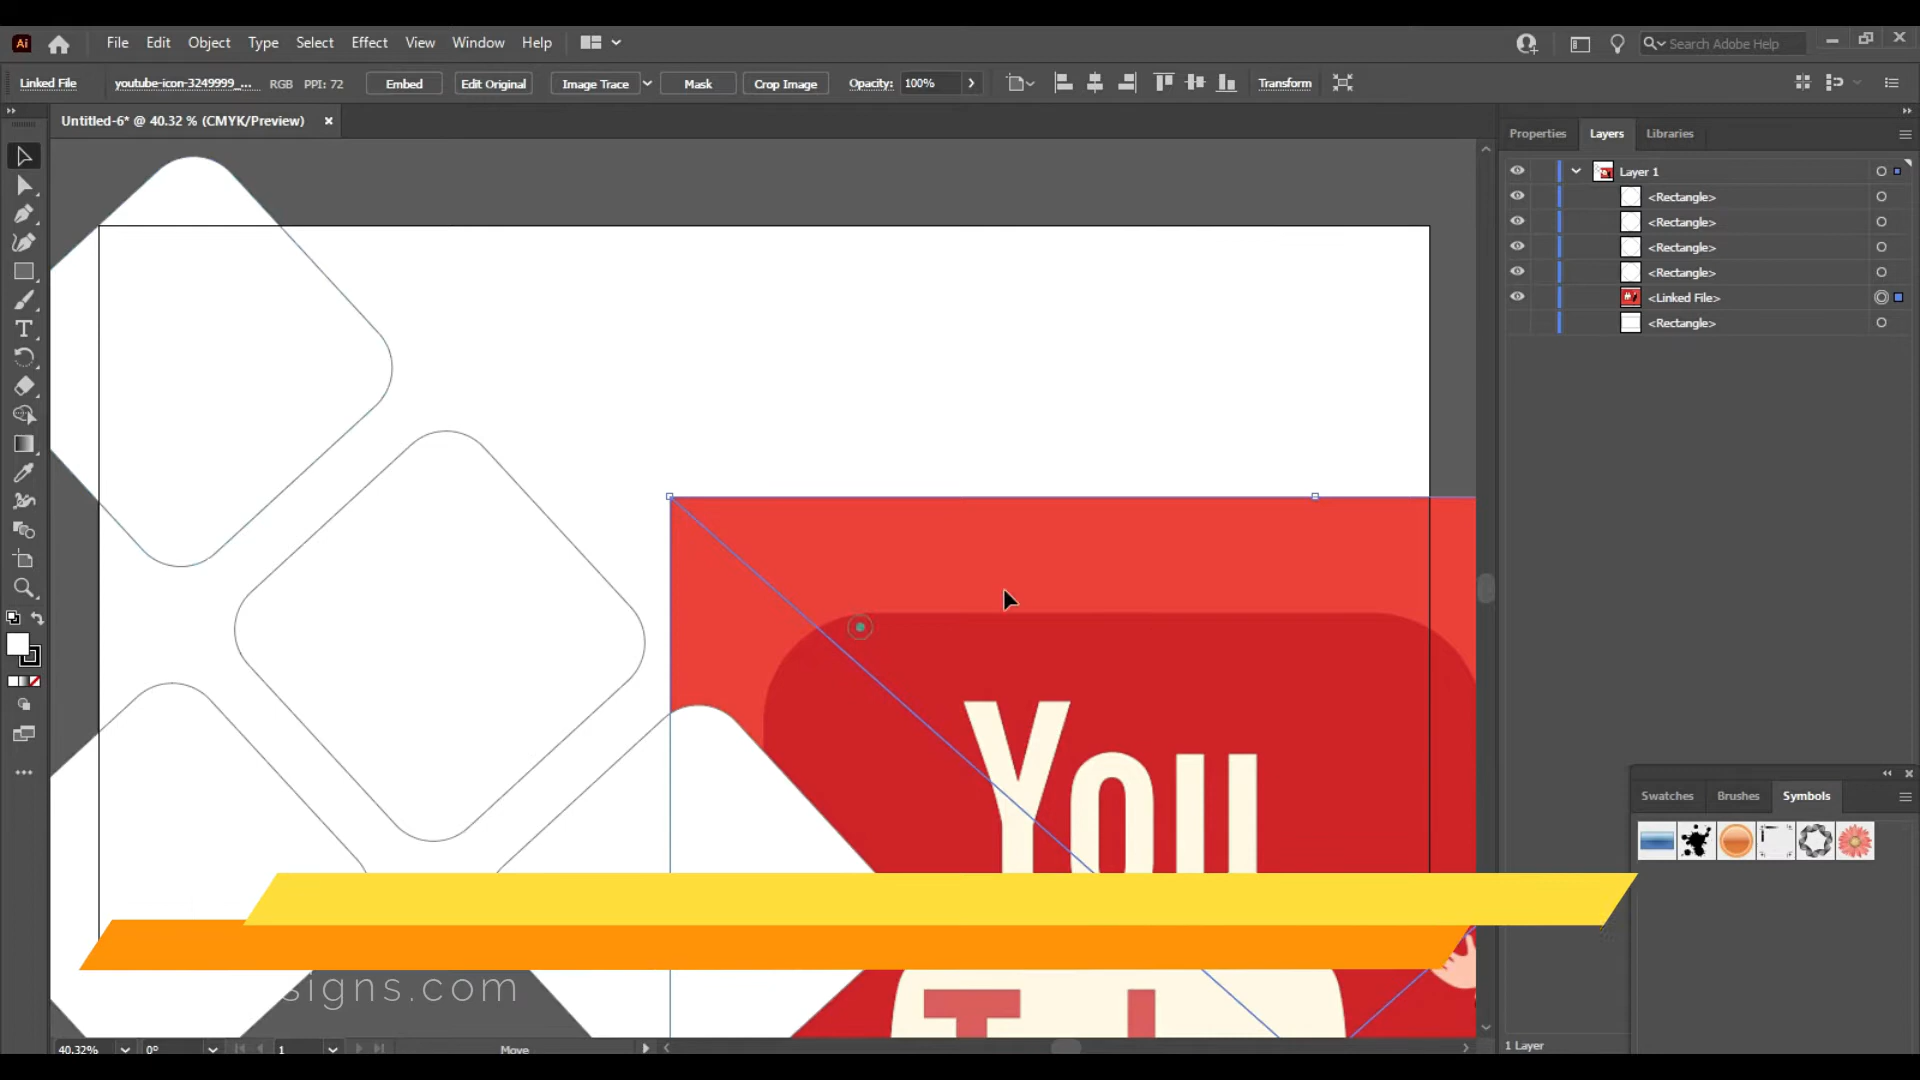 Ai File Edit Object Type Select Effect View Window Help Search Adobe Help
Linked File youtube-icon-3249999_... RGB PPI: 72 Embed Edit Original Image Trace Mask Crop Image Opacity: 100% Transform
Untitled-6* @ 40.32 % (CMYK/Preview)
Properties Layers Libraries
Layer 1
<Rectangle>
<Rectangle>
<Rectangle>
<Rectangle>
<Linked File>
<Rectangle>
You
Swatches Brushes Symbols
signs.com
40.32% 0° 1 Move
1 Layer